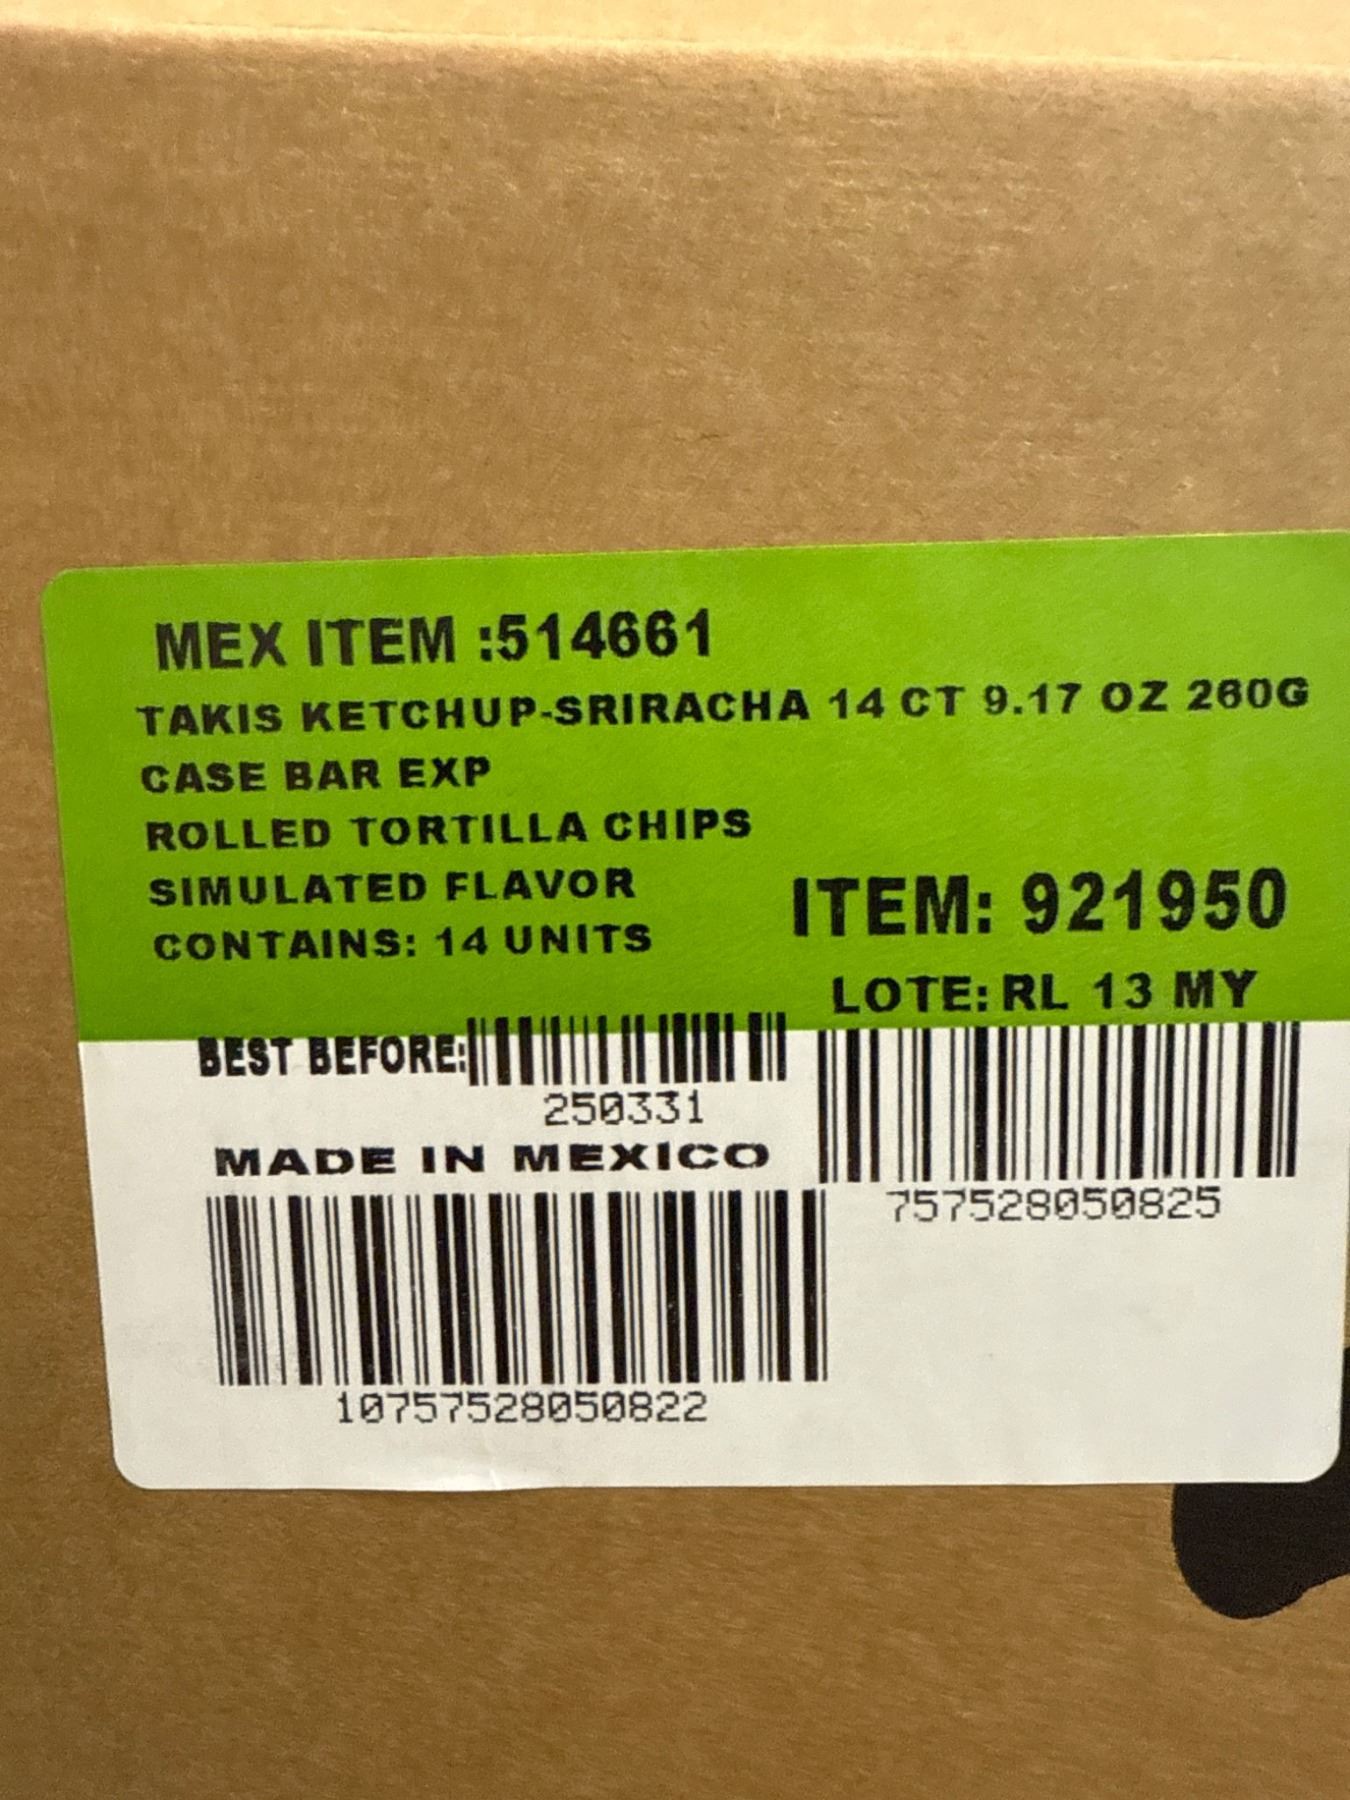 MEX ITEM :514661
TAKIS KETCHUP-SRIRACHA 14 CT 9.17 OZ 260G
CASE BAR EXP
ROLLED TORTILLA CHIPS
SIMULATED FLAVOR
CONTAINS: 14 UNITS
ITEM: 921950
LOTE: RL 13 MY
BEST BEFORE:
250331
MADE IN MEXICO
757528050825
10757528050822